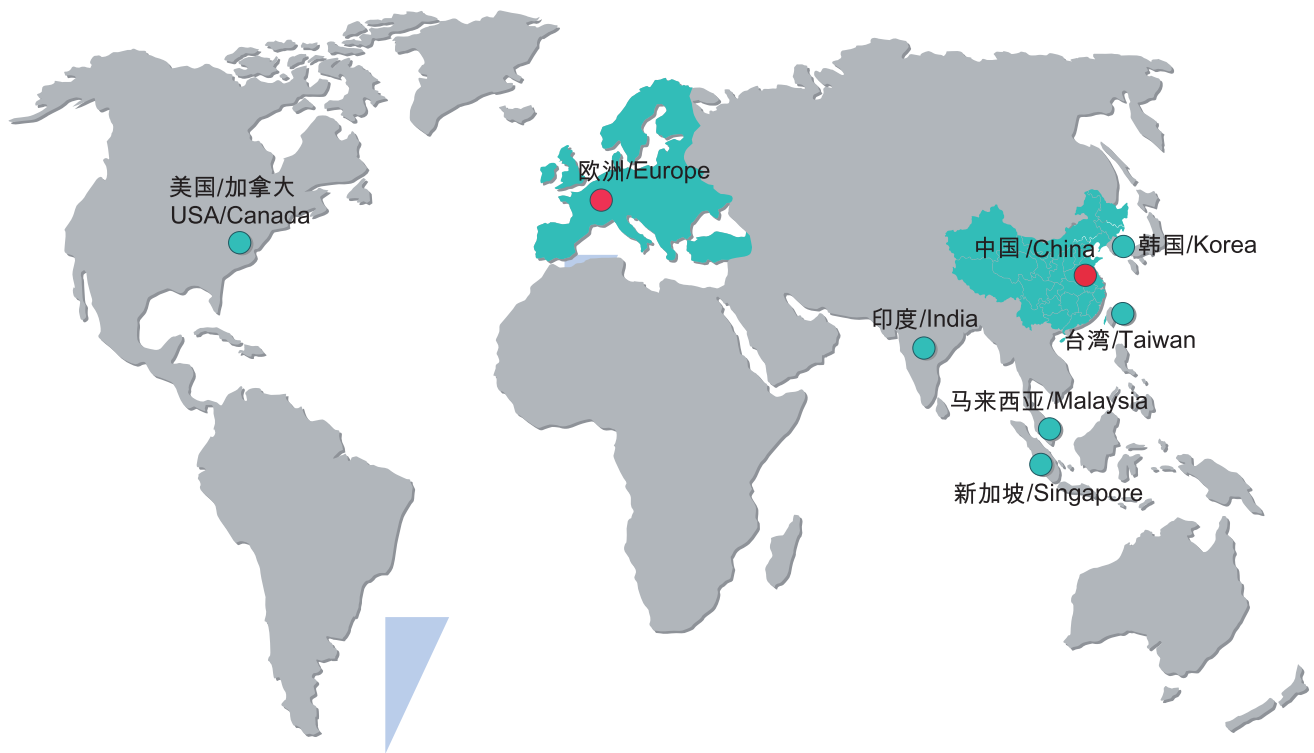 欧洲/Europe
美国/加拿大
USA/Canada
中国/China
韩国/Korea
印度/India
台湾/Taiwan
马来西亚/Malaysia
新加坡/Singapore